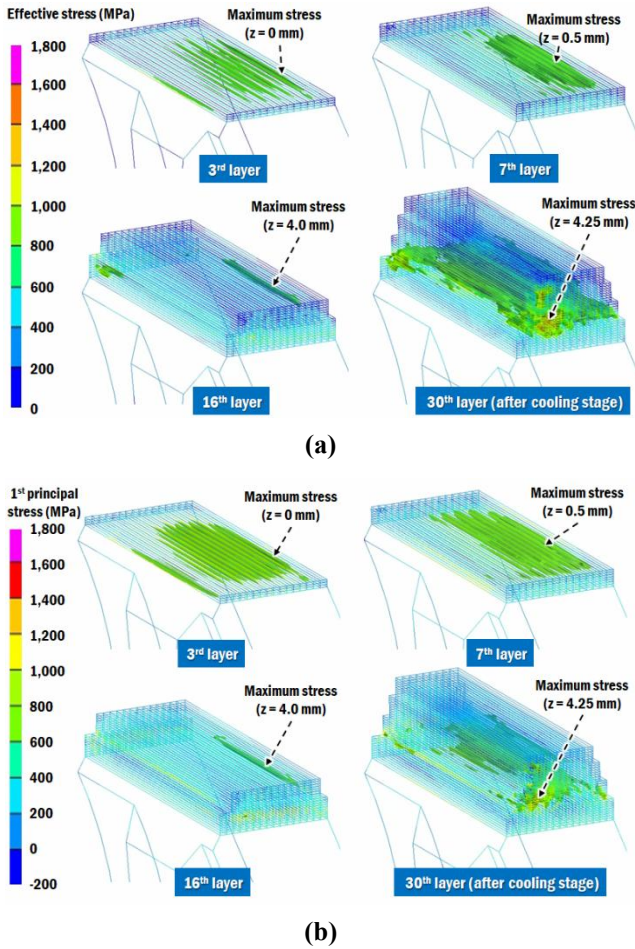 Effective stress (MPa)
1,800
1,600
1,400
1,200
1,000
800
600
400
200
0
Maximum stress
(z = 0 mm)
3rd layer
Maximum stress
(z = 0.5 mm)
7th layer
Maximum stress
(z = 4.0 mm)
16th layer
Maximum stress
(z = 4.25 mm)
30th layer (after cooling stage)
(a)
1st principal
stress (MPa)
1,800
1,600
1,400
1,200
1,000
800
600
400
200
0
-200
Maximum stress
(z = 0 mm)
3rd layer
Maximum stress
(z = 0.5 mm)
7th layer
Maximum stress
(z = 4.0 mm)
16th layer
Maximum stress
(z = 4.25 mm)
30th layer (after cooling stage)
(b)